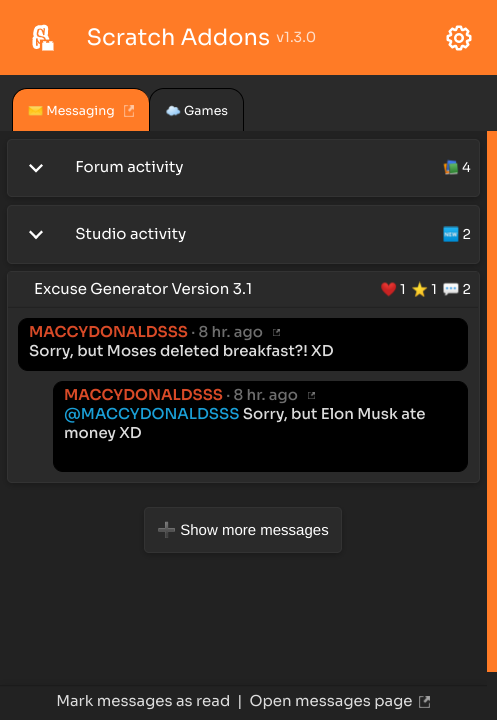 Scratch Addons v1.3.0
✉️ Messaging ☁️ Games
Forum activity 4
Studio activity 🆕 2
Excuse Generator Version 3.1 ❤️ 1 ⭐ 1 💬 2
MACCYDONALDSSS · 8 hr. ago
Sorry, but Moses deleted breakfast?! XD
MACCYDONALDSSS · 8 hr. ago
@MACCYDONALDSSS Sorry, but Elon Musk ate
money XD
➕ Show more messages
Mark messages as read | Open messages page